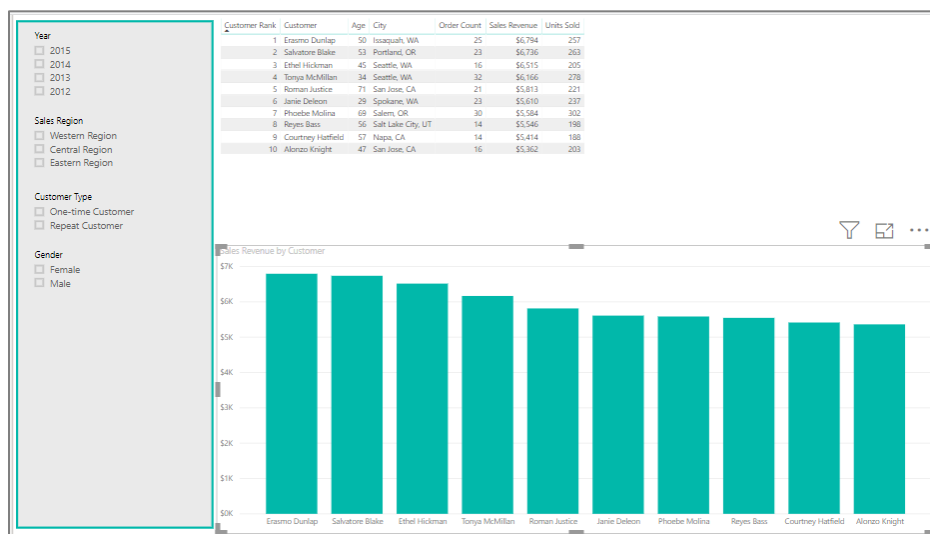 Year
2015
2014
2013
2012
Sales Region
Western Region
Central Region
Eastern Region
Customer Type
One-time Customer
Repeat Customer
Gender
Female
Male
Customer Rank Customer Age City Order Count Sales Revenue Units Sold
1 Erasmo Dunlap 50 Issaquah, WA 25 $6,794 257
2 Salvatore Blake 53 Portland, OR 23 $6,736 263
3 Ethel Hickman 45 Seattle, WA 16 $6,515 205
4 Tonya McMillan 34 Seattle, WA 32 $6,166 278
5 Roman Justice 71 San Jose, CA 21 $5,813 221
6 Janie Deleon 29 Spokane, WA 23 $5,610 237
7 Phoebe Molina 69 Salem, OR 30 $5,584 302
8 Reyes Bass 56 Salt Lake City, UT 14 $5,546 198
9 Courtney Hatfield 57 Napa, CA 14 $5,414 188
10 Alonzo Knight 47 San Jose, CA 16 $5,362 203
Sales Revenue by Customer
$7K
$6K
$5K
$4K
$3K
$2K
$1K
$0K
Erasmo Dunlap Salvatore Blake Ethel Hickman Tonya McMillan Roman Justice Janie Deleon Phoebe Molina Reyes Bass Courtney Hatfield Alonzo Knight